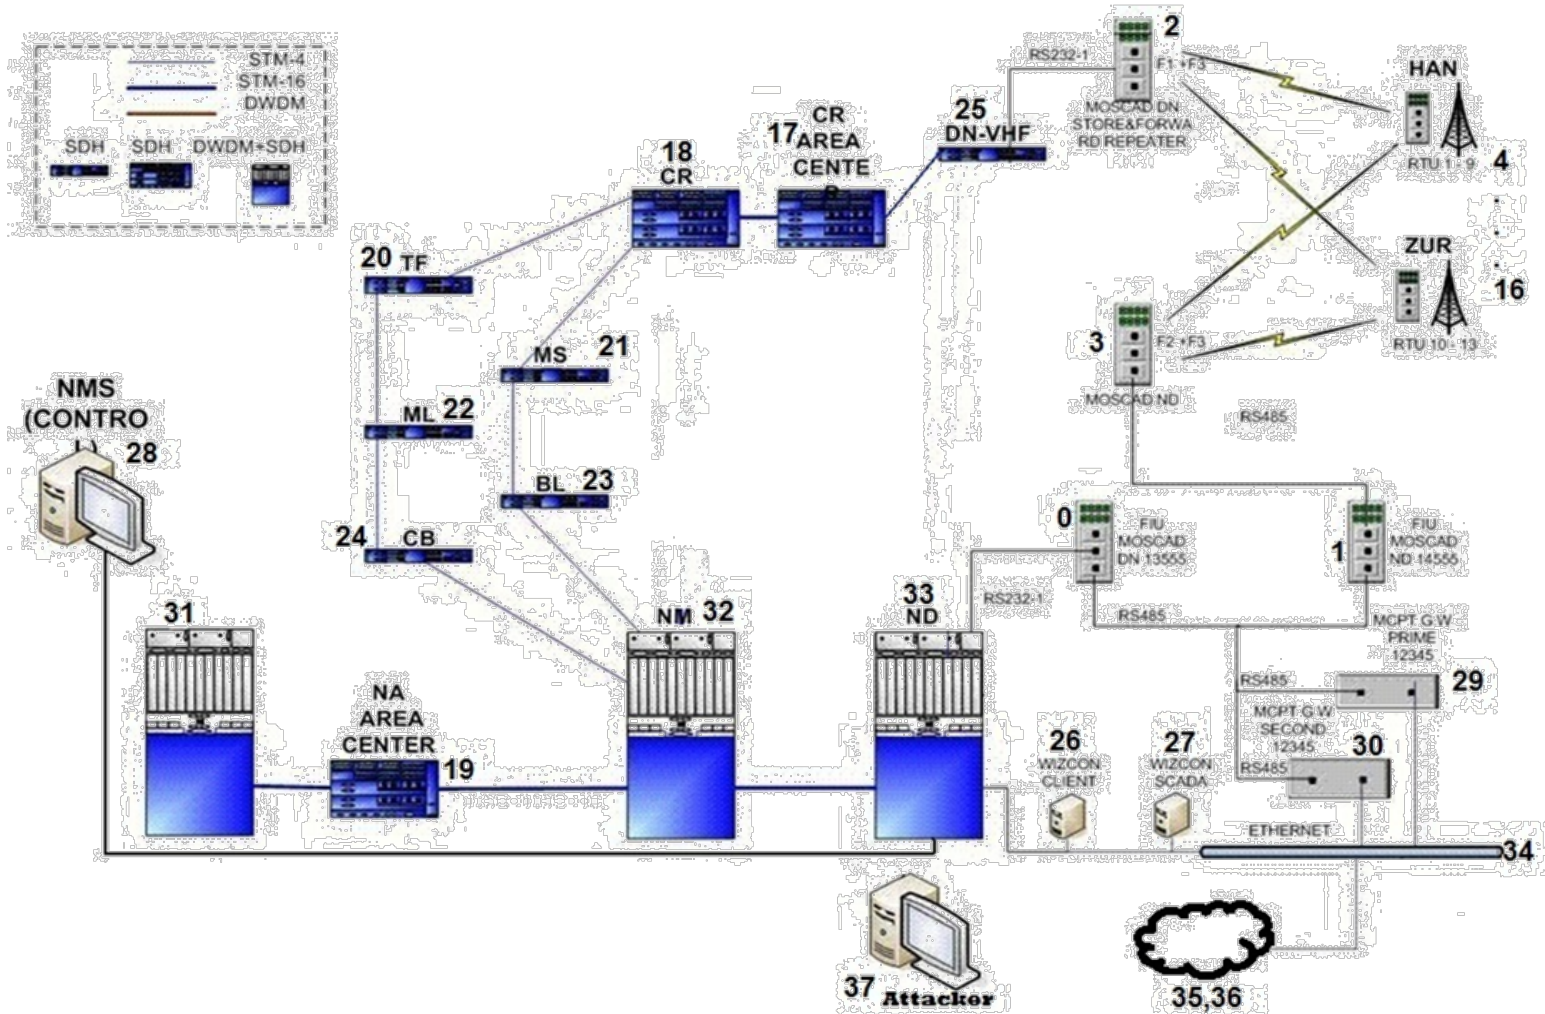 STM-4
STM-16
DWDM
SDH
SDH
DWDM+SDH
2
RS232-1
F1 +F3
MOSCAD DN
STORE&FORWA
RD REPEATER
HAN
RTU 1 - 9
4
25
DN-VHF
17
CR
AREA
CENTE
R
18
CR
ZUR
16
RTU 10 - 13
20
TF
3
F2 +F3
MOSCAD ND
RS485
21
MS
22
ML
NMS
(CONTRO
L)
28
23
BL
24
CB
0
FIU
MOSCAD
DN 13555
1
FIU
MOSCAD
ND 14555
31
NM
32
33
ND
RS232-1
RS485
MCPT G.W
PRIME
12345
RS485
29
NA
AREA
CENTER
19
MCPT G.W
SECOND
12345
30
RS485
26
WIZCON
CLIENT
27
WIZCON
SCADA
ETHERNET
34
37
Attacker
35,36